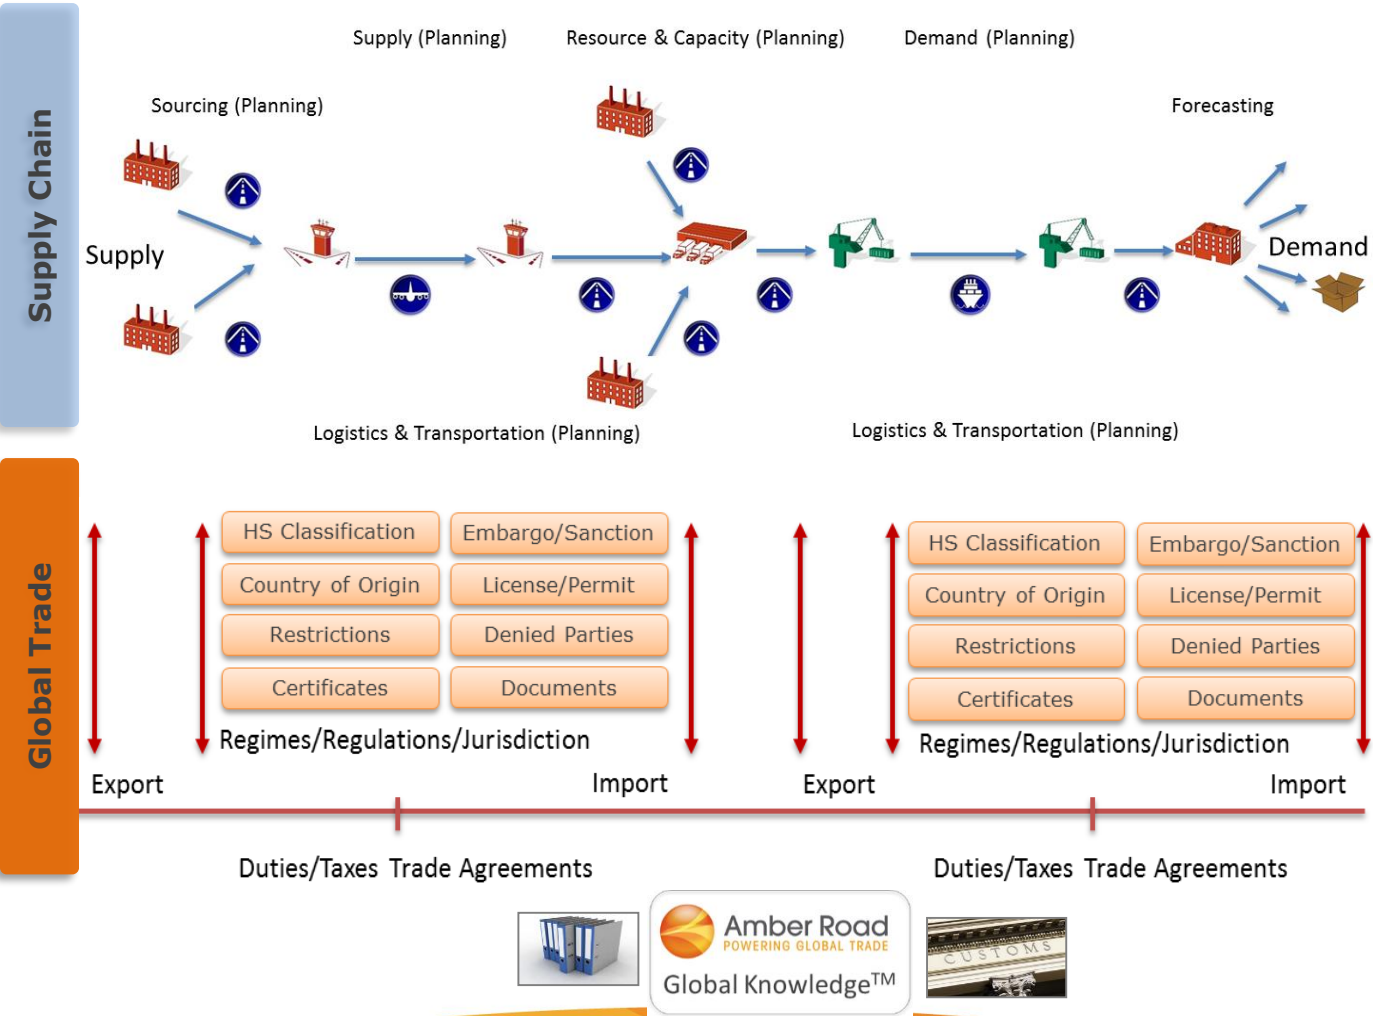 Supply Chain
Supply (Planning)
Resource & Capacity (Planning)
Demand (Planning)
Sourcing (Planning)
Forecasting
Supply
Demand
Logistics & Transportation (Planning)
Logistics & Transportation (Planning)
Global Trade
HS Classification
Embargo/Sanction
Country of Origin
License/Permit
Restrictions
Denied Parties
Certificates
Documents
Regimes/Regulations/Jurisdiction
HS Classification
Embargo/Sanction
Country of Origin
License/Permit
Restrictions
Denied Parties
Certificates
Documents
Regimes/Regulations/Jurisdiction
Export
Import
Export
Import
Duties/Taxes Trade Agreements
Duties/Taxes Trade Agreements
Amber Road
POWERING GLOBAL TRADE
Global Knowledge™
CUSTOMS